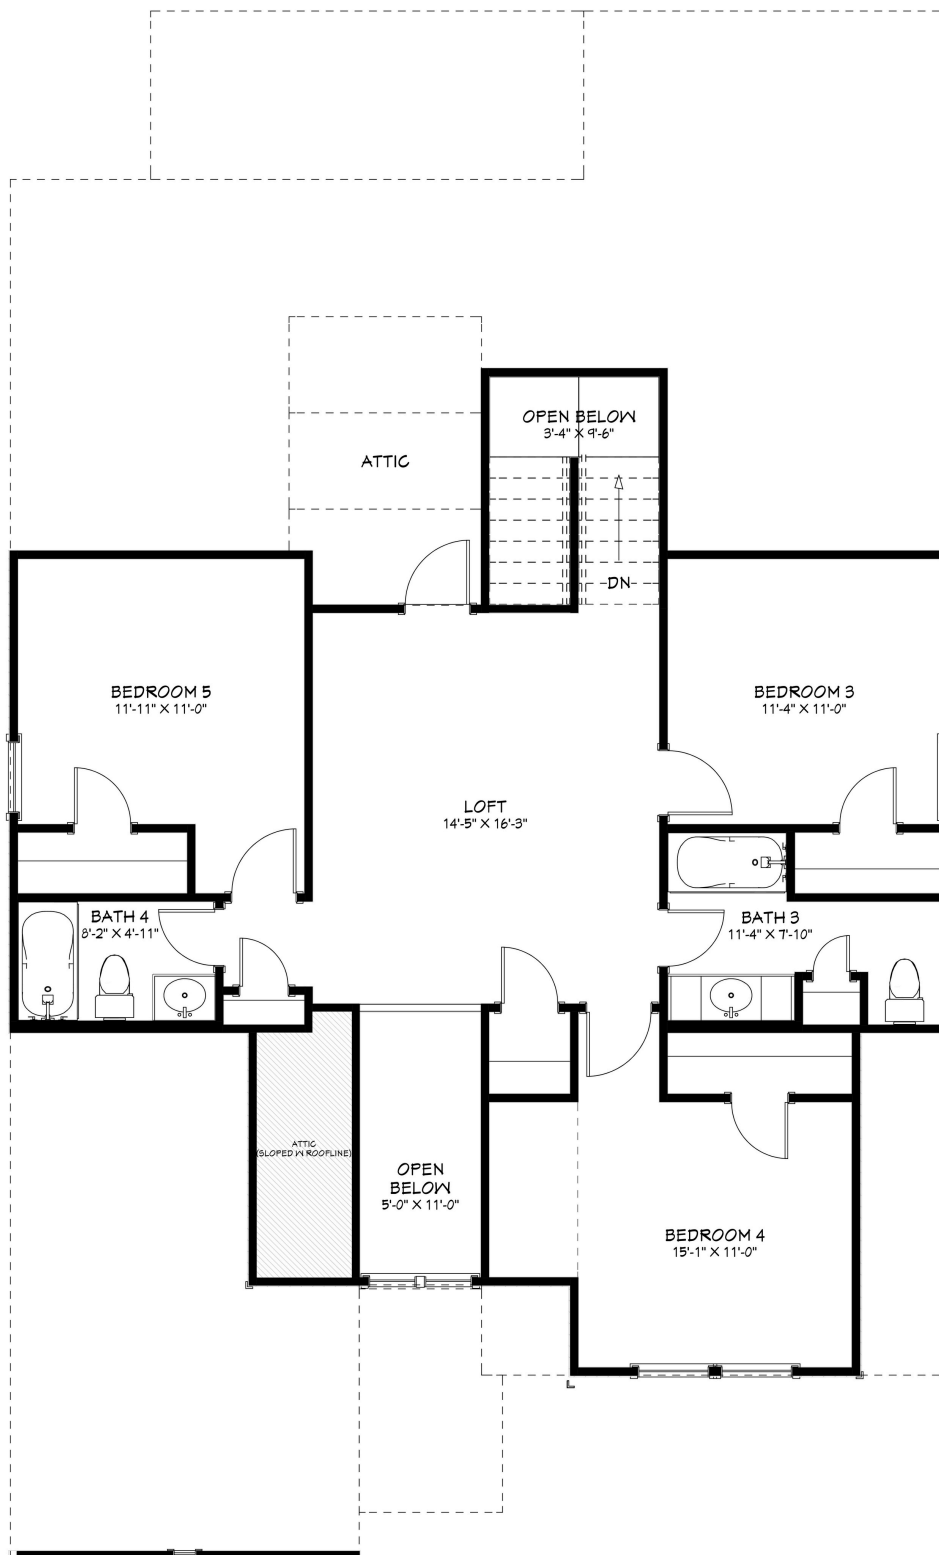 OPEN BELOW
3'-4" X 9'-6"
ATTIC
DN
BEDROOM 5
11'-11" X 11'-0"
BEDROOM 3
11'-4" X 11'-0"
LOFT
14'-5" X 16'-3"
BATH 4
8'-2" X 4'-11"
BATH 3
11'-4" X 7'-10"
ATTIC
(SLOPED W ROOFLINE)
OPEN
BELOW
5'-0" X 11'-0"
BEDROOM 4
15'-1" X 11'-0"